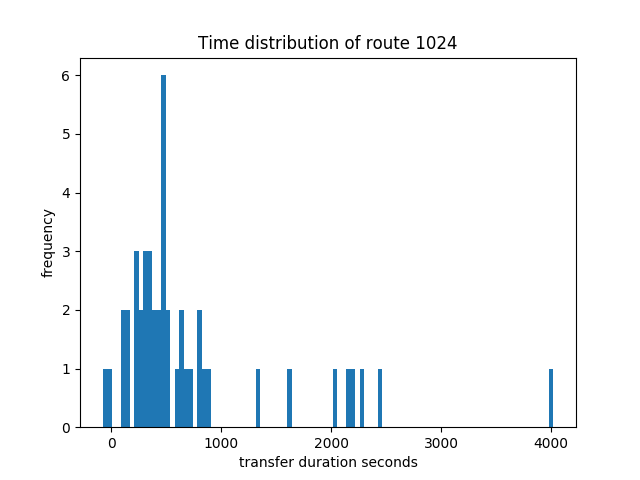 Time distribution of route 1024
6
5
4
3
2
1
0
frequency
0 1000 2000 3000 4000
transfer duration seconds